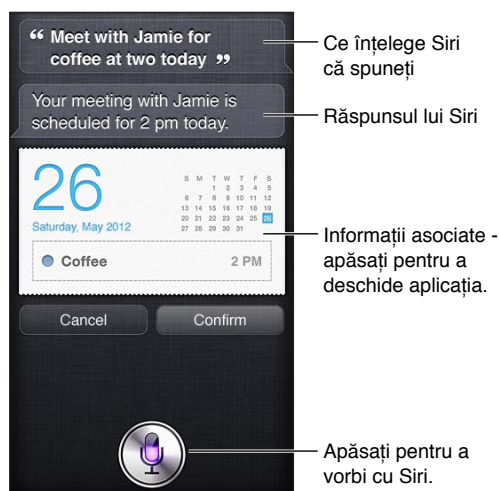 “ Meet with Jamie for
coffee at two today ”
Ce înțelege Siri
că spuneți
Your meeting with Jamie is
scheduled for 2 pm today.
Răspunsul lui Siri
26
Saturday, May 2012
S M T W T F S
1 2 3 4 5
6 7 8 9 10 11 12
13 14 15 16 17 18 19
20 21 22 23 24 25 26
27 28 29 30 31
Coffee 2 PM
Informații asociate -
apăsați pentru a
deschide aplicația.
Cancel Confirm
Apăsați pentru a
vorbi cu Siri.